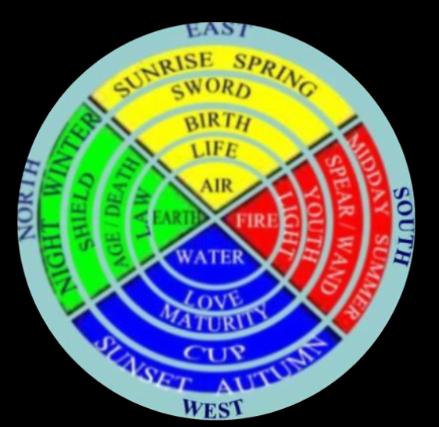 EAST
SUNRISE SPRING
SWORD
BIRTH
LIFE
AIR
NORTH
NIGHT WINTER
SHIELD
AGE / DEATH
LAW
EARTH
FIRE
LIGHT
YOUTH
SPEAR / WAND
MIDDAY SUMMER
SOUTH
WATER
LOVE
MATURITY
CUP
SUNSET AUTUMN
WEST